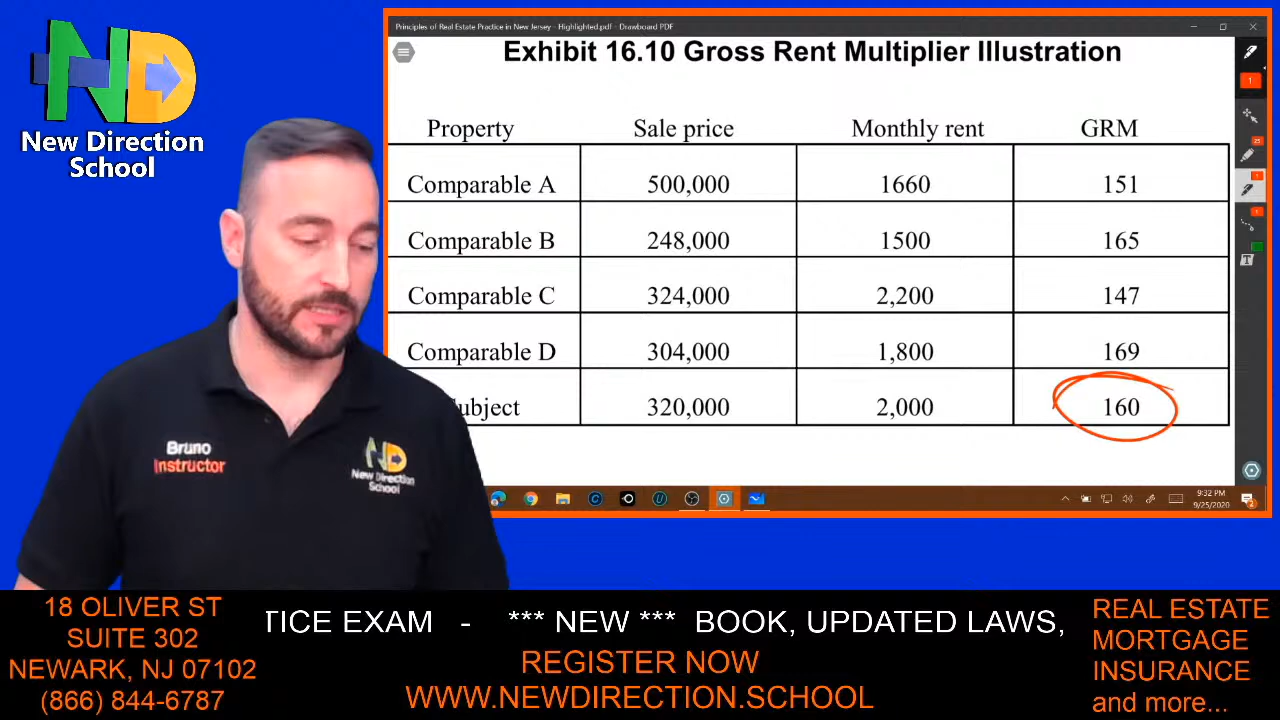 New Direction
School
Principles of Real Estate Practice in New Jersey - Highlighted.pdf - Drawboard PDF
Exhibit 16.10 Gross Rent Multiplier Illustration
Property Sale price Monthly rent GRM
Comparable A 500,000 1660 151
Comparable B 248,000 1500 165
Comparable C 324,000 2,200 147
Comparable D 304,000 1,800 169
ubject 320,000 2,000 160
Bruno
Instructor
New Direction
School
9:32 PM
9/25/2020
18 OLIVER ST
SUITE 302
NEWARK, NJ 07102
(866) 844-6787
TICE EXAM - *** NEW *** BOOK, UPDATED LAWS,
REGISTER NOW
WWW.NEWDIRECTION.SCHOOL
REAL ESTATE
MORTGAGE
INSURANCE
and more...